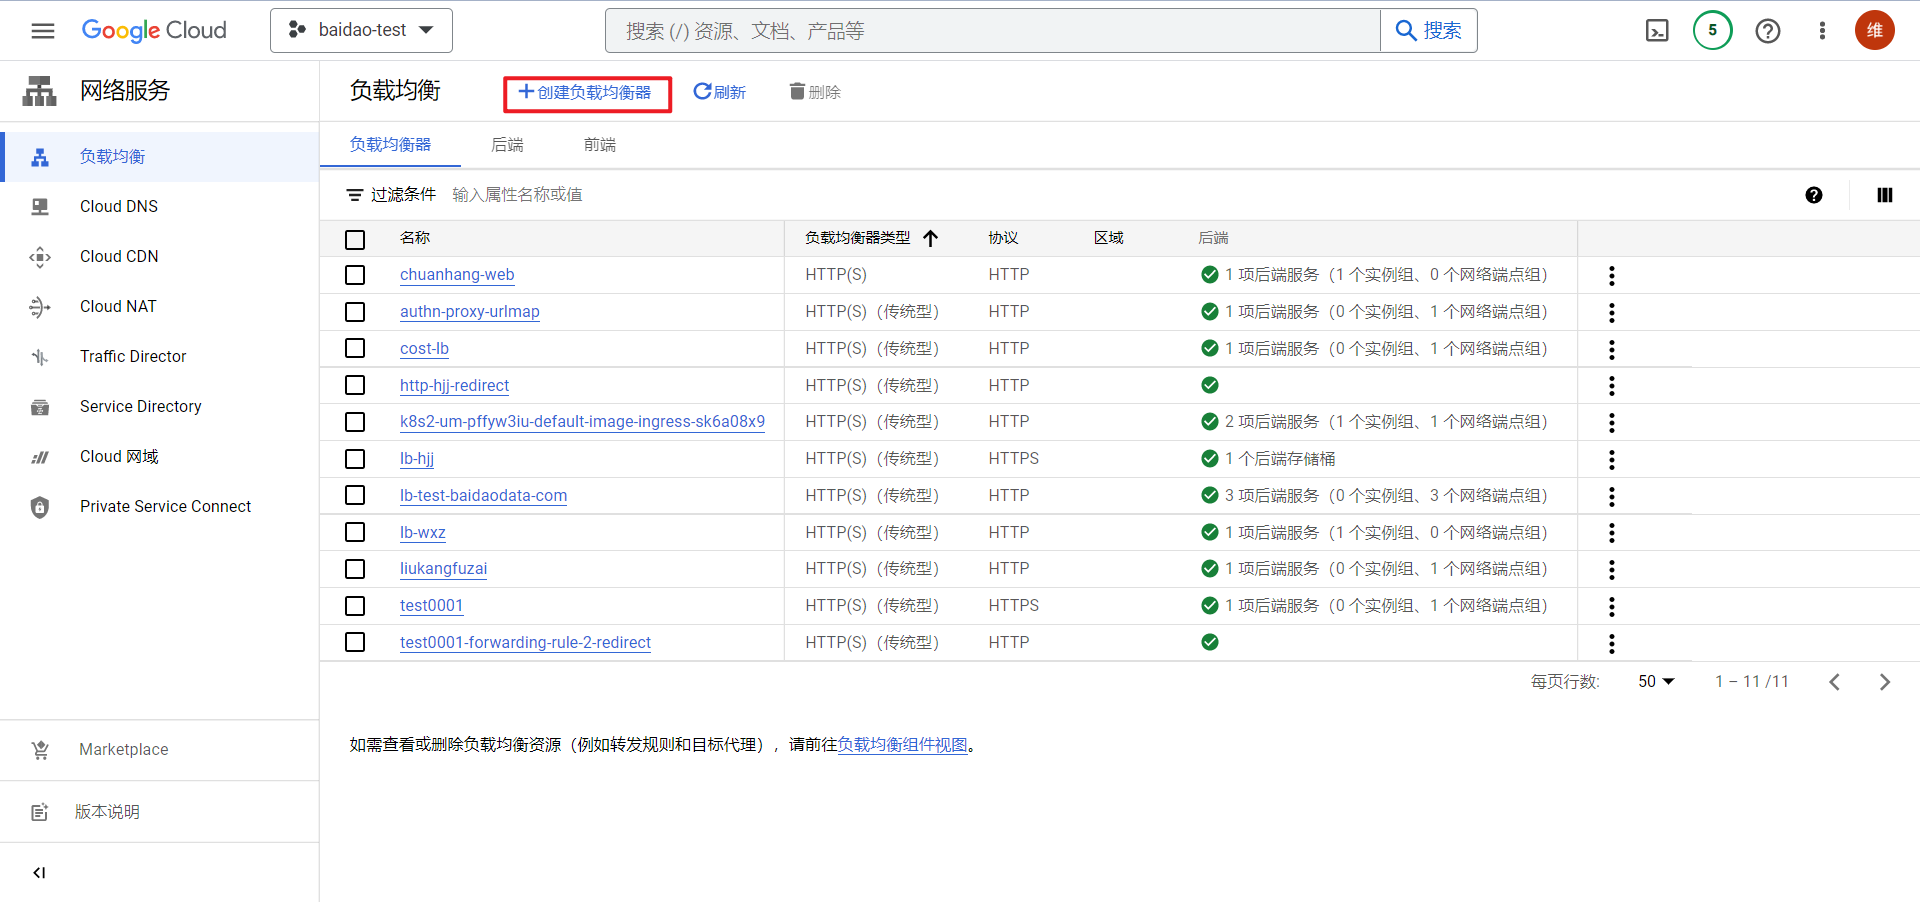 Google Cloud
baidao-test
搜索 (/) 资源、文档、产品等
搜索
5
维
网络服务
负载均衡
创建负载均衡器
刷新
删除
负载均衡
Cloud DNS
Cloud CDN
Cloud NAT
Traffic Director
Service Directory
Cloud 网域
Private Service Connect
Marketplace
版本说明
负载均衡器 后端 前端
过滤条件 输入属性名称或值
名称 负载均衡器类型 协议 区域 后端
chuanhang-web HTTP(S) HTTP 1 项后端服务（1 个实例组、0 个网络端点组）
authn-proxy-urlmap HTTP(S)（传统型） HTTP 1 项后端服务（0 个实例组、1 个网络端点组）
cost-lb HTTP(S)（传统型） HTTP 1 项后端服务（0 个实例组、1 个网络端点组）
http-hjj-redirect HTTP(S)（传统型） HTTP
k8s2-um-pffyw3iu-default-image-ingress-sk6a08x9 HTTP(S)（传统型） HTTP 2 项后端服务（1 个实例组、1 个网络端点组）
lb-hjj HTTP(S)（传统型） HTTPS 1 个后端存储桶
lb-test-baidaodata-com HTTP(S)（传统型） HTTP 3 项后端服务（0 个实例组、3 个网络端点组）
lb-wxz HTTP(S)（传统型） HTTP 1 项后端服务（1 个实例组、0 个网络端点组）
liukangfuzai HTTP(S)（传统型） HTTP 1 项后端服务（0 个实例组、1 个网络端点组）
test0001 HTTP(S)（传统型） HTTPS 1 项后端服务（0 个实例组、1 个网络端点组）
test0001-forwarding-rule-2-redirect HTTP(S)（传统型） HTTP
每页行数: 50 1 – 11 /11
如需查看或删除负载均衡资源（例如转发规则和目标代理），请前往负载均衡组件视图。